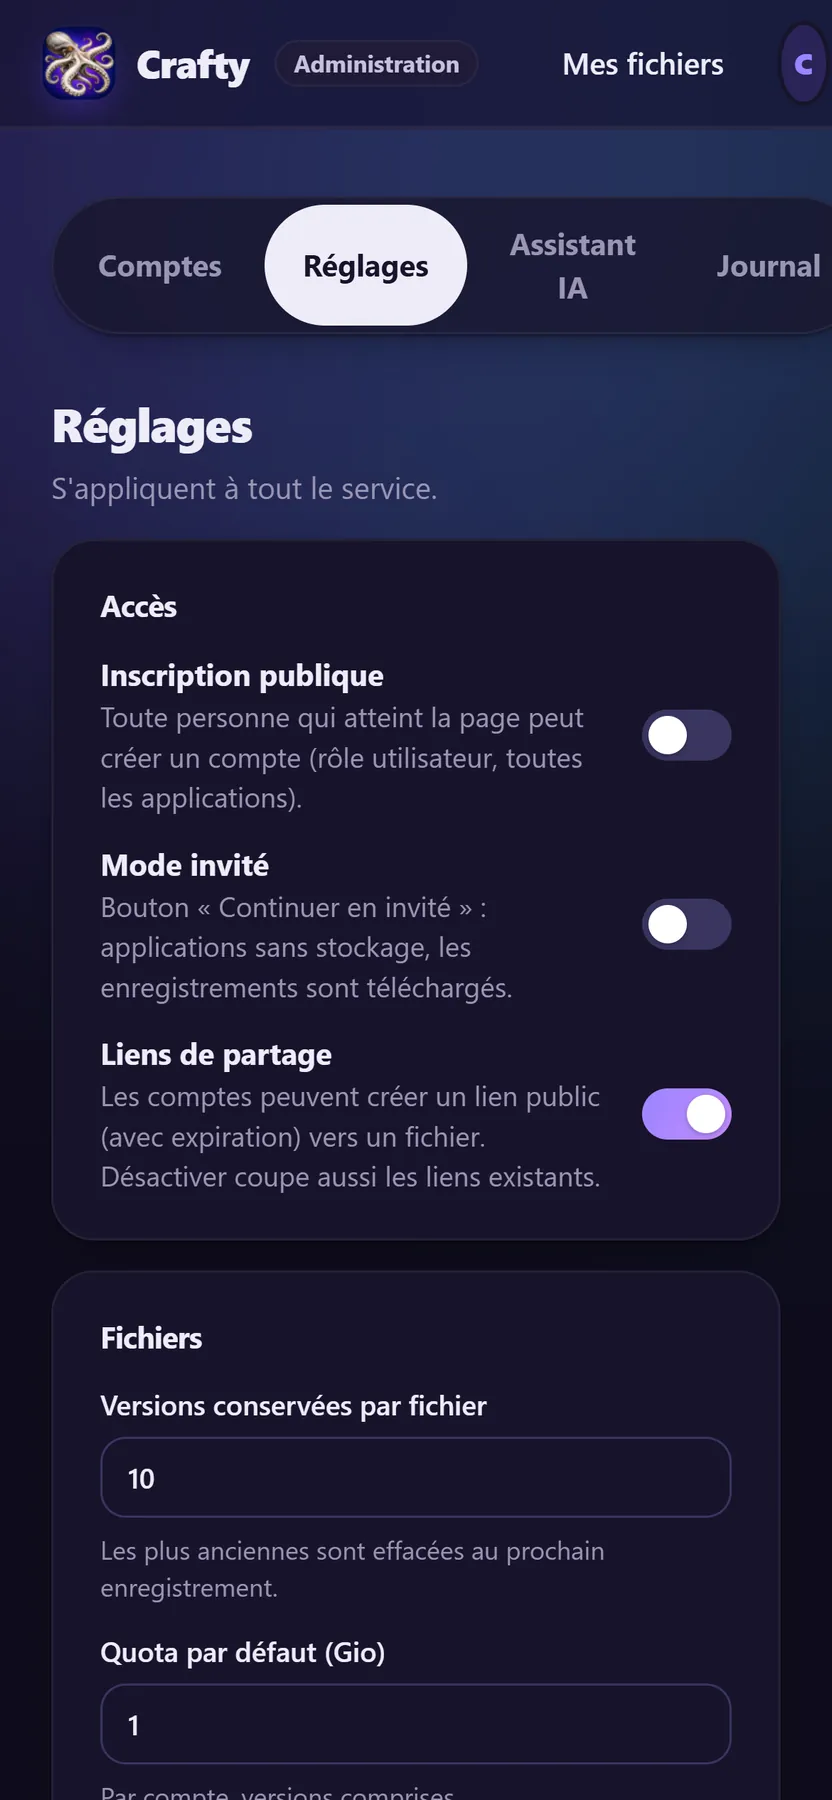 Crafty
Administration
Mes fichiers
C
Comptes
Réglages
Assistant
IA
Journal
Réglages
S'appliquent à tout le service.
Accès
Inscription publique
Toute personne qui atteint la page peut
créer un compte (rôle utilisateur, toutes
les applications).
Mode invité
Bouton « Continuer en invité » :
applications sans stockage, les
enregistrements sont téléchargés.
Liens de partage
Les comptes peuvent créer un lien public
(avec expiration) vers un fichier.
Désactiver coupe aussi les liens existants.
Fichiers
Versions conservées par fichier
10
Les plus anciennes sont effacées au prochain
enregistrement.
Quota par défaut (Gio)
1
Par compte, versions comprises